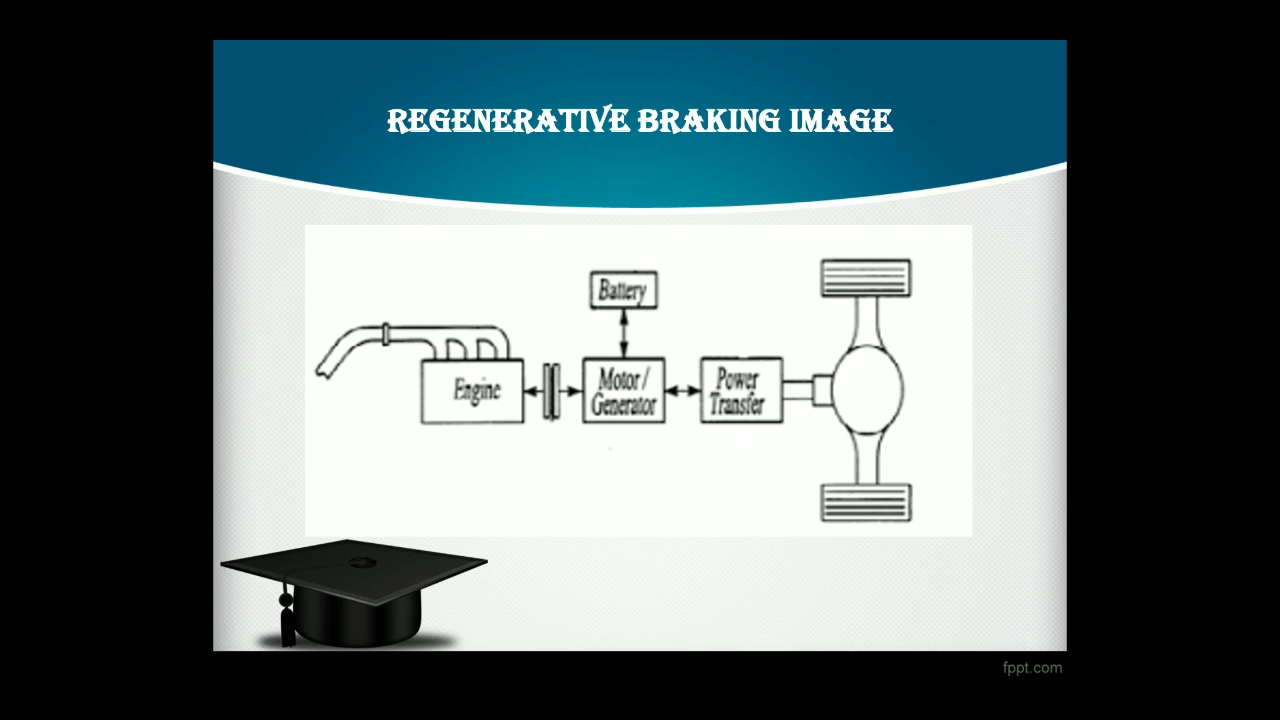 REGENERATIVE BRAKING IMAGE
Battery
Engine
Motor /
Generator
Power
Transfer
fppt.com